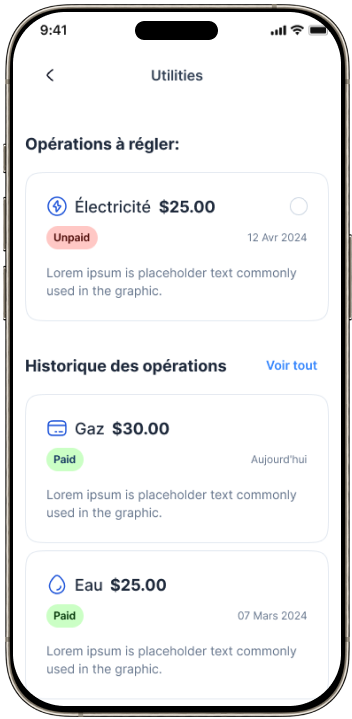 9:41
Utilities
Opérations à régler:
Électricité $25.00
Unpaid
12 Avr 2024
Lorem ipsum is placeholder text commonly
used in the graphic.
Historique des opérations
Voir tout
Gaz $30.00
Paid
Aujourd'hui
Lorem ipsum is placeholder text commonly
used in the graphic.
Eau $25.00
Paid
07 Mars 2024
Lorem ipsum is placeholder text commonly
used in the graphic.